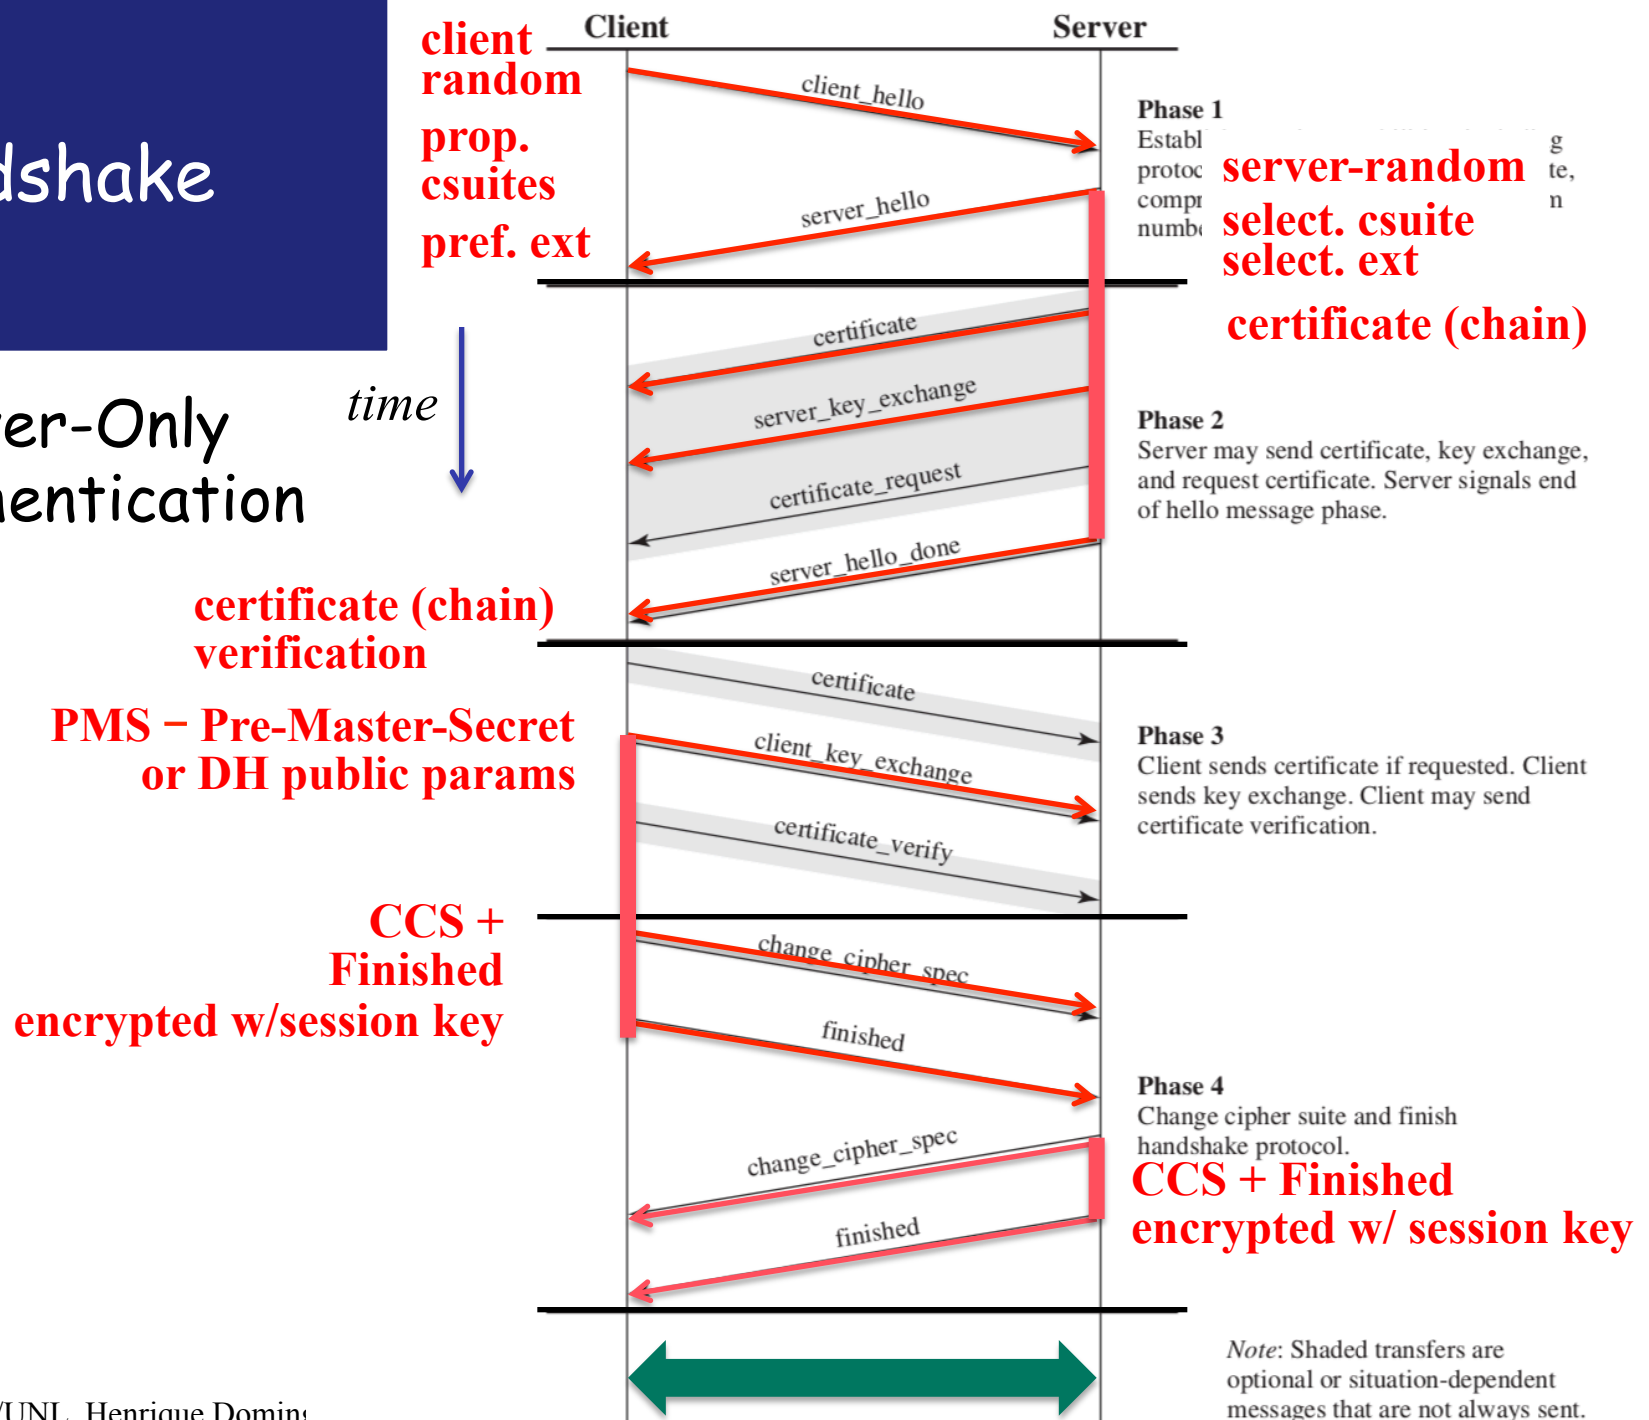 dshake
er-Only
nentication
time
Client
Server
client
random
prop.
csuites
pref. ext
client_hello
server_hello
Phase 1
server-random
select. csuite
select. ext
certificate (chain)
certificate
server_key_exchange
certificate_request
server_hello_done
Phase 2
Server may send certificate, key exchange,
and request certificate. Server signals end
of hello message phase.
certificate (chain)
verification
PMS – Pre-Master-Secret
or DH public params
certificate
client_key_exchange
certificate_verify
Phase 3
Client sends certificate if requested. Client
sends key exchange. Client may send
certificate verification.
CCS +
Finished
encrypted w/session key
change_cipher_spec
finished
change_cipher_spec
finished
Phase 4
Change cipher suite and finish
handshake protocol.
CCS + Finished
encrypted w/ session key
Note: Shaded transfers are
optional or situation-dependent
messages that are not always sent.
/UNL, Henrique Doming